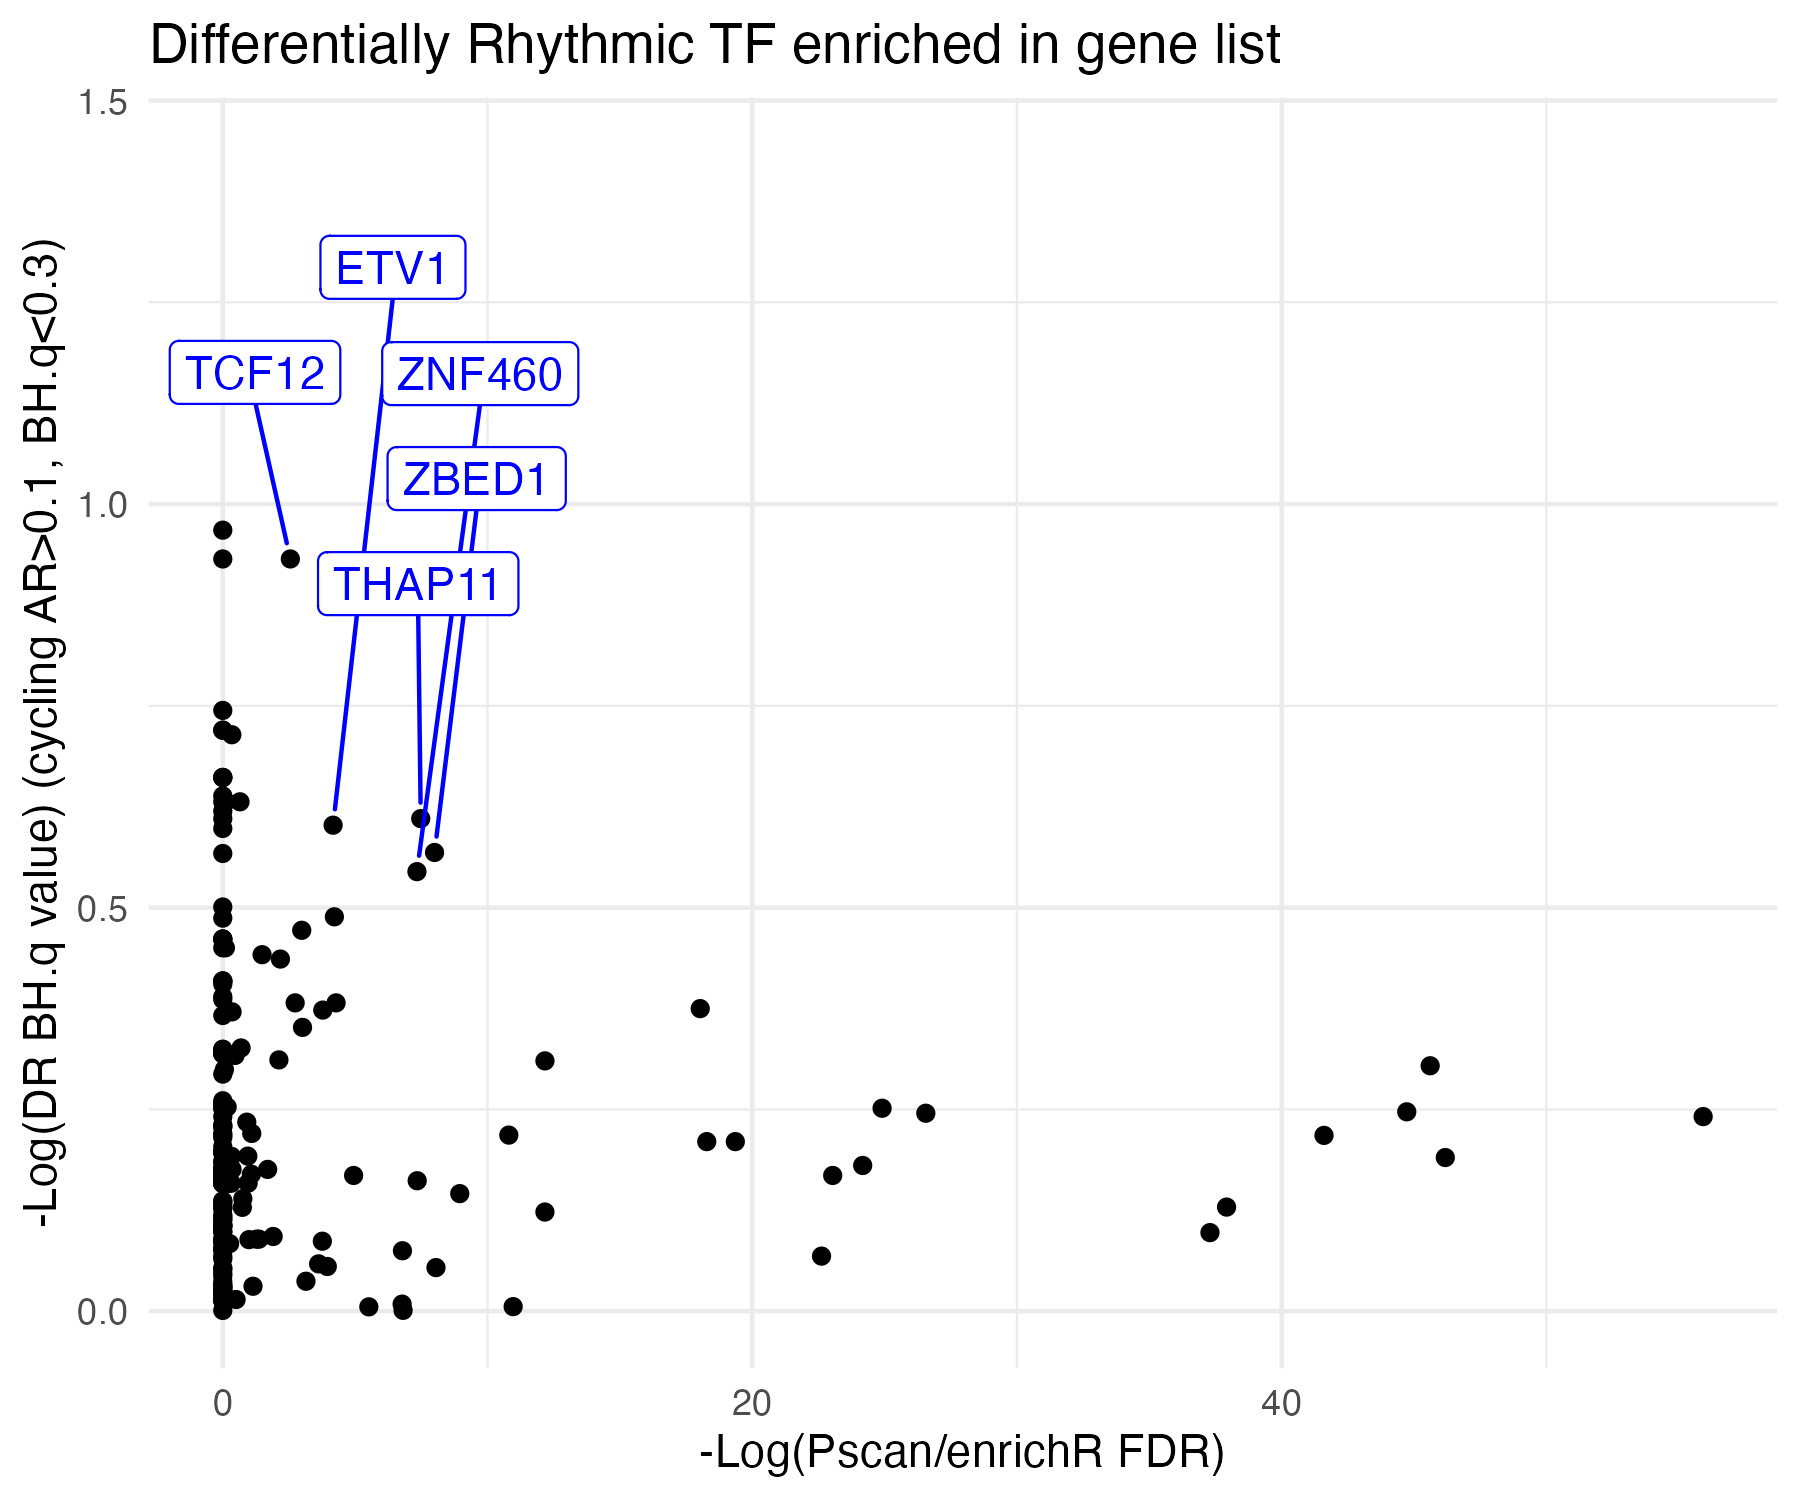 Differentially Rhythmic TF enriched in gene list
-Log(DR BH.q value) (cycling AR>0.1, BH.q<0.3)
1.5
1.0
0.5
0.0
ETV1
TCF12
ZNF460
ZBED1
THAP11
0
20
40
-Log(Pscan/enrichR FDR)